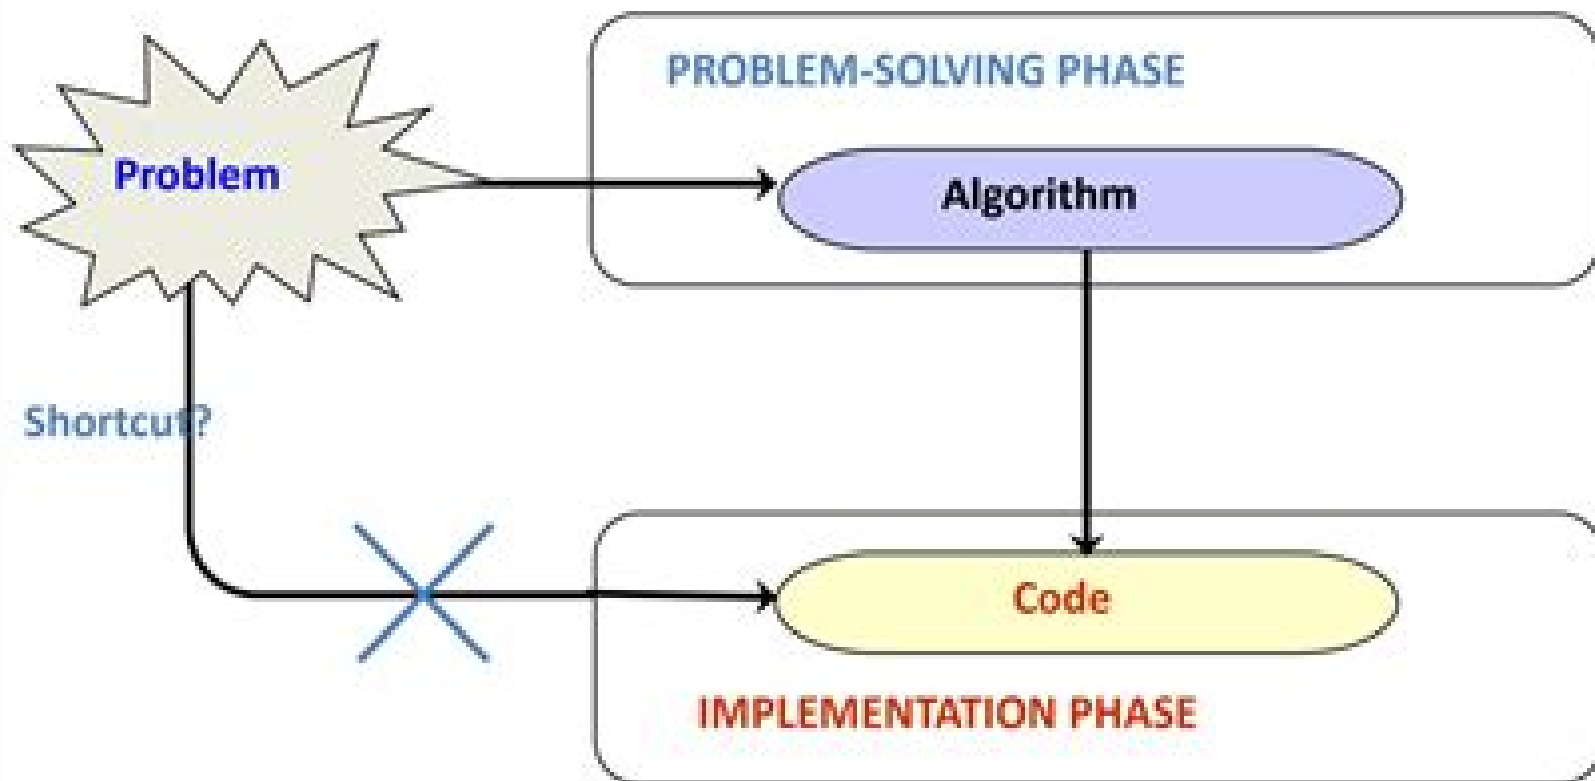 PROBLEM-SOLVING PHASE
Problem
Algorithm
Shortcut?
Code
IMPLEMENTATION PHASE